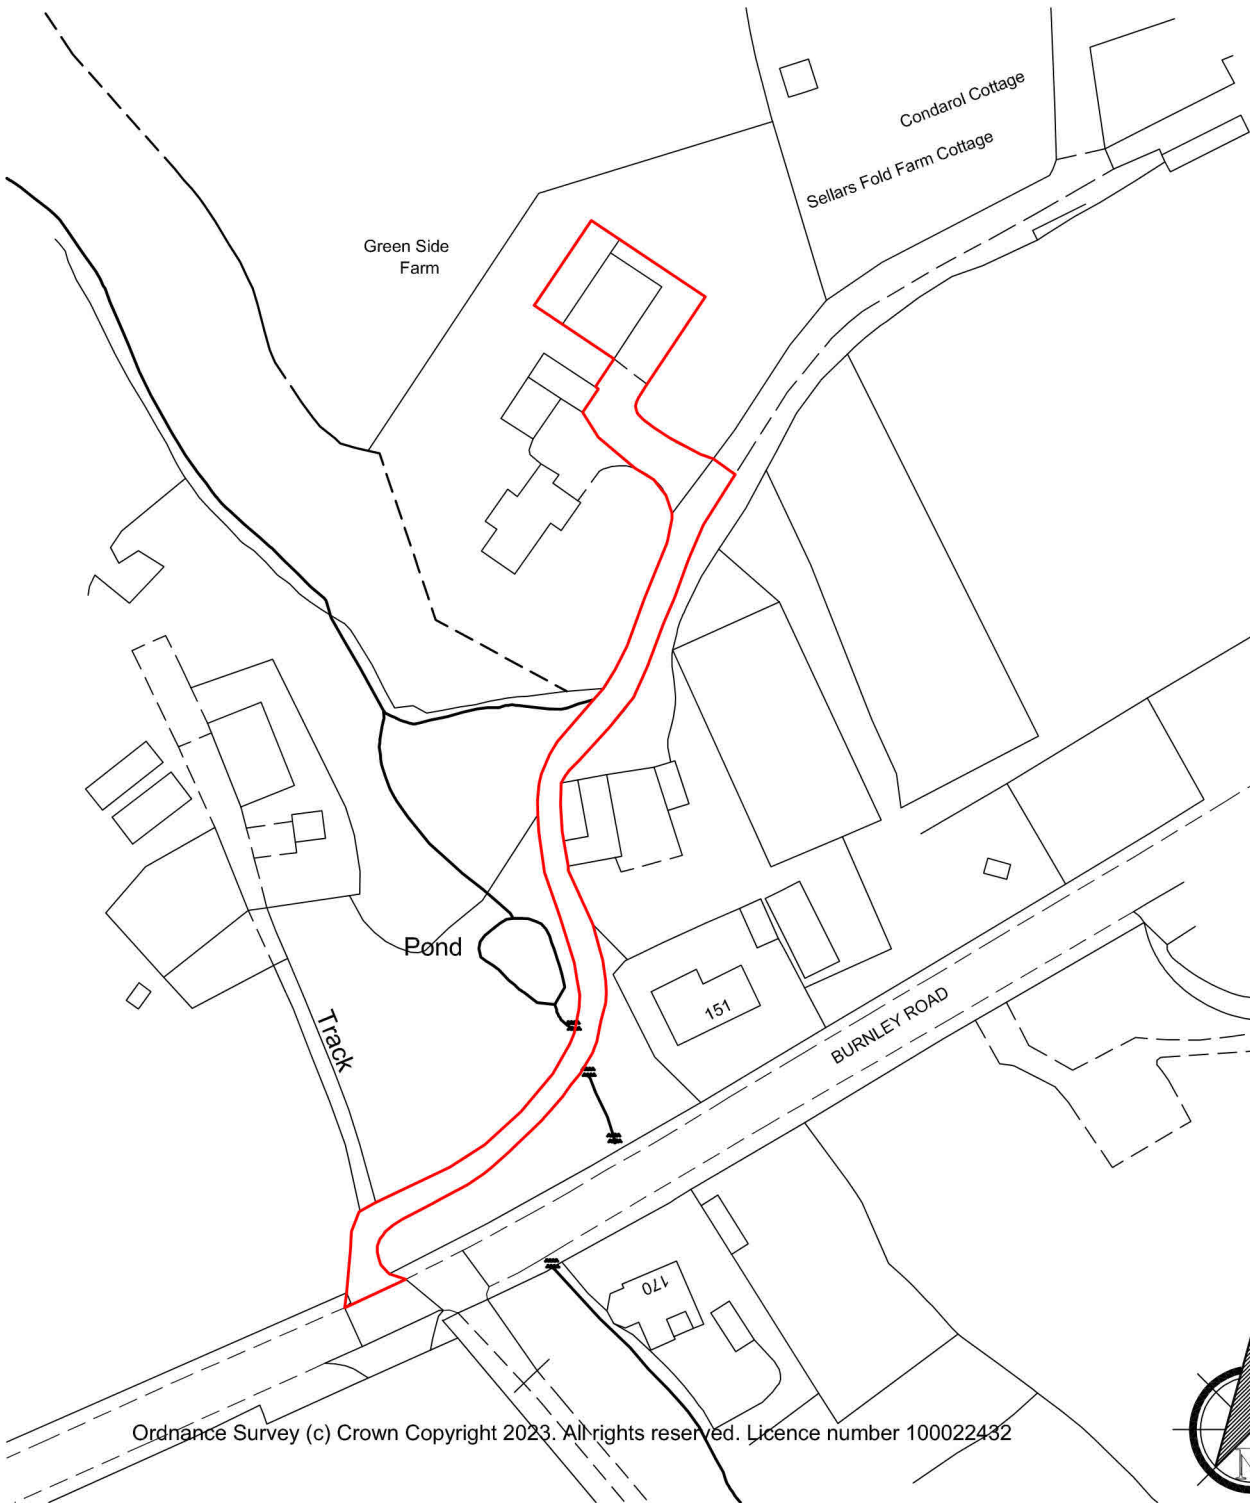 Condarol Cottage
Sellars Fold Farm Cottage
Green Side
Farm
Pond
151
BURNLEY ROAD
Track
170
Ordnance Survey (c) Crown Copyright 2023. All rights reserved. Licence number 100022432
N